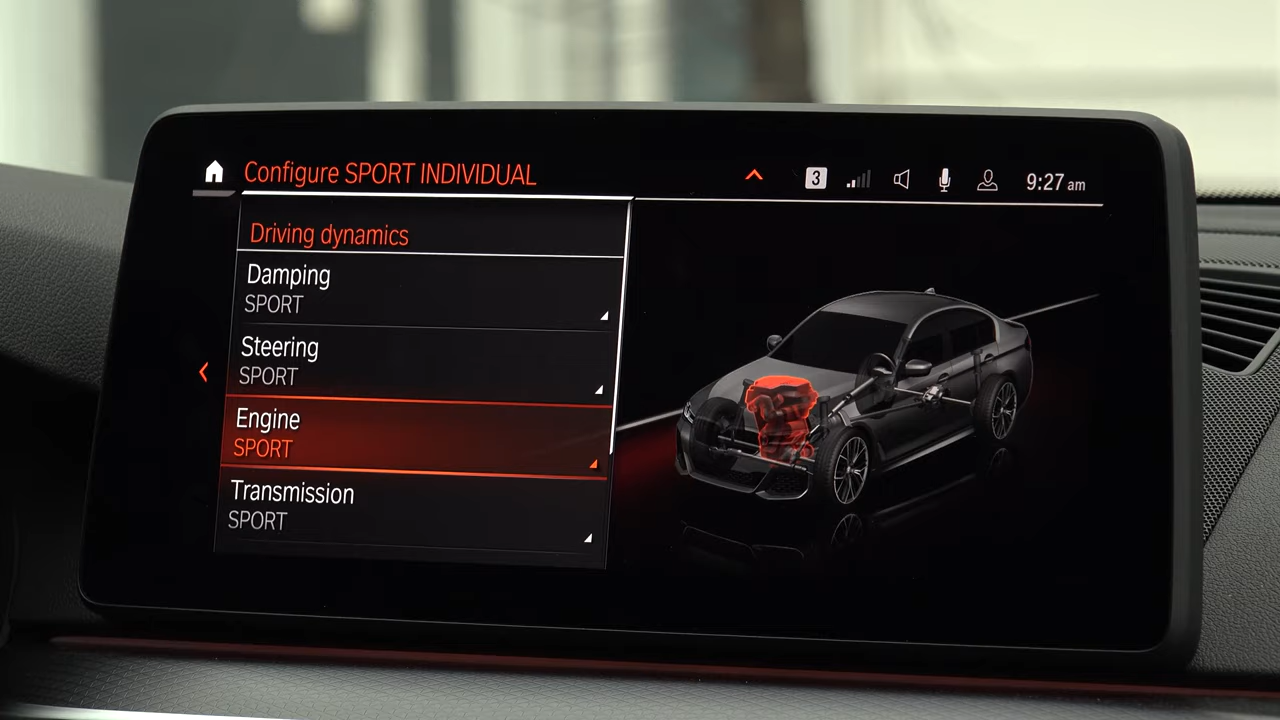 Configure SPORT INDIVIDUAL
3
9:27 am
Driving dynamics
Damping
SPORT
Steering
SPORT
Engine
SPORT
Transmission
SPORT